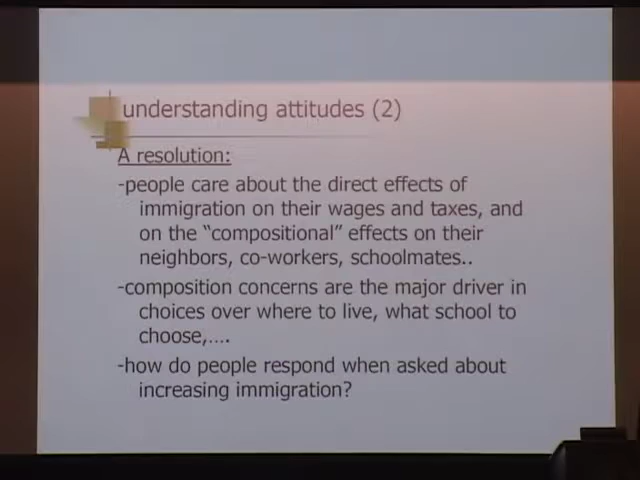 understanding attitudes (2)
A resolution:
-people care about the direct effects of
immigration on their wages and taxes, and
on the “compositional” effects on their
neighbors, co-workers, schoolmates..
-composition concerns are the major driver in
choices over where to live, what school to
choose,....
-how do people respond when asked about
increasing immigration?